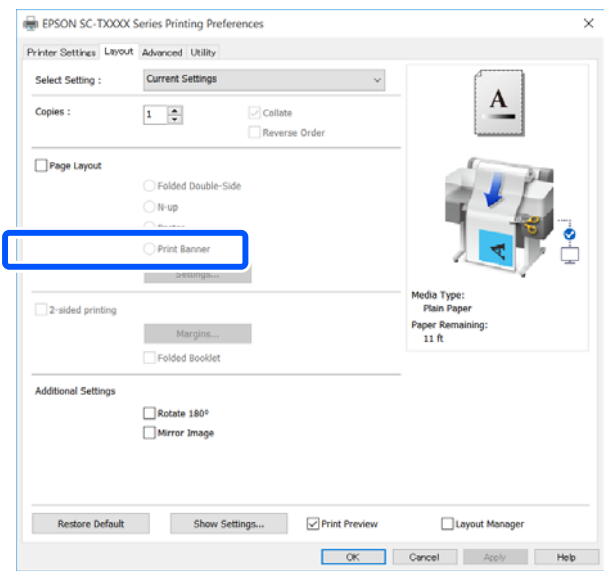 EPSON SC-TXXXX Series Printing Preferences
Printer Settings Layout Advanced Utility
Select Setting : Current Settings
Copies : 1 Collate
Reverse Order
Page Layout
Folded Double-Side
N-up
Print Banner
Settings...
2-sided printing
Margins...
Folded Booklet
Additional Settings
Rotate 180°
Mirror Image
A
A
Media Type:
Plain Paper
Paper Remaining:
11 ft
Restore Default Show Settings... Print Preview Layout Manager
OK Cancel Apply Help